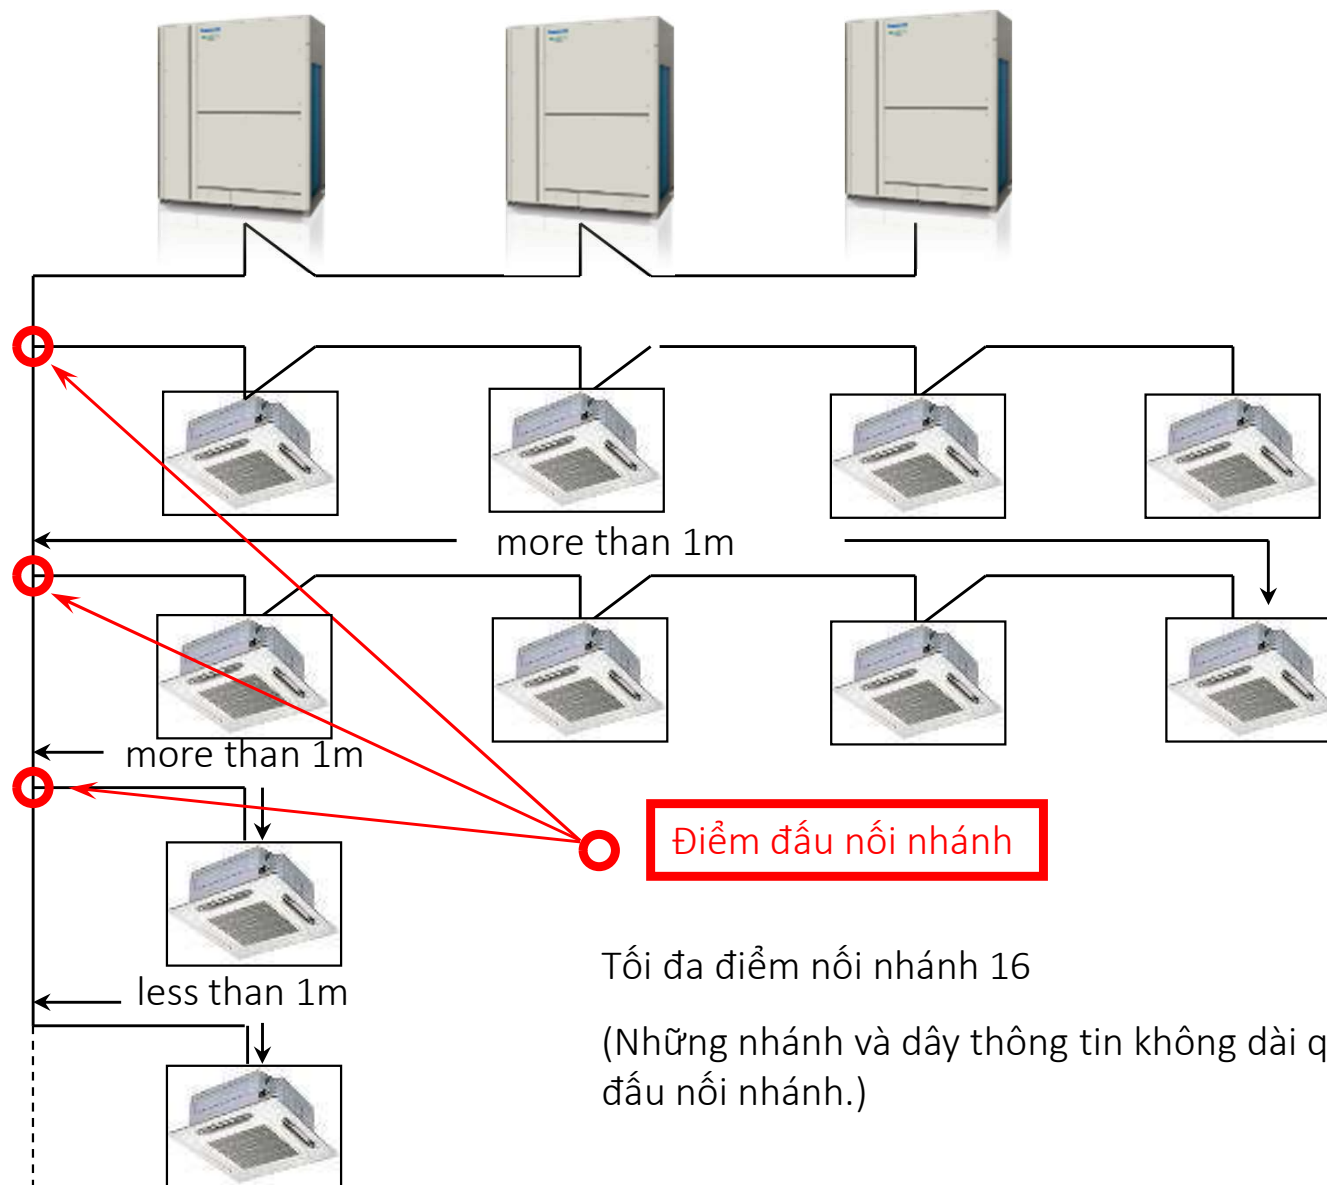 more than 1m
more than 1m
Điểm đấu nối nhánh
Tối đa điểm nối nhánh 16
less than 1m
(Những nhánh và dây thông tin không dài
đấu nối nhánh.)